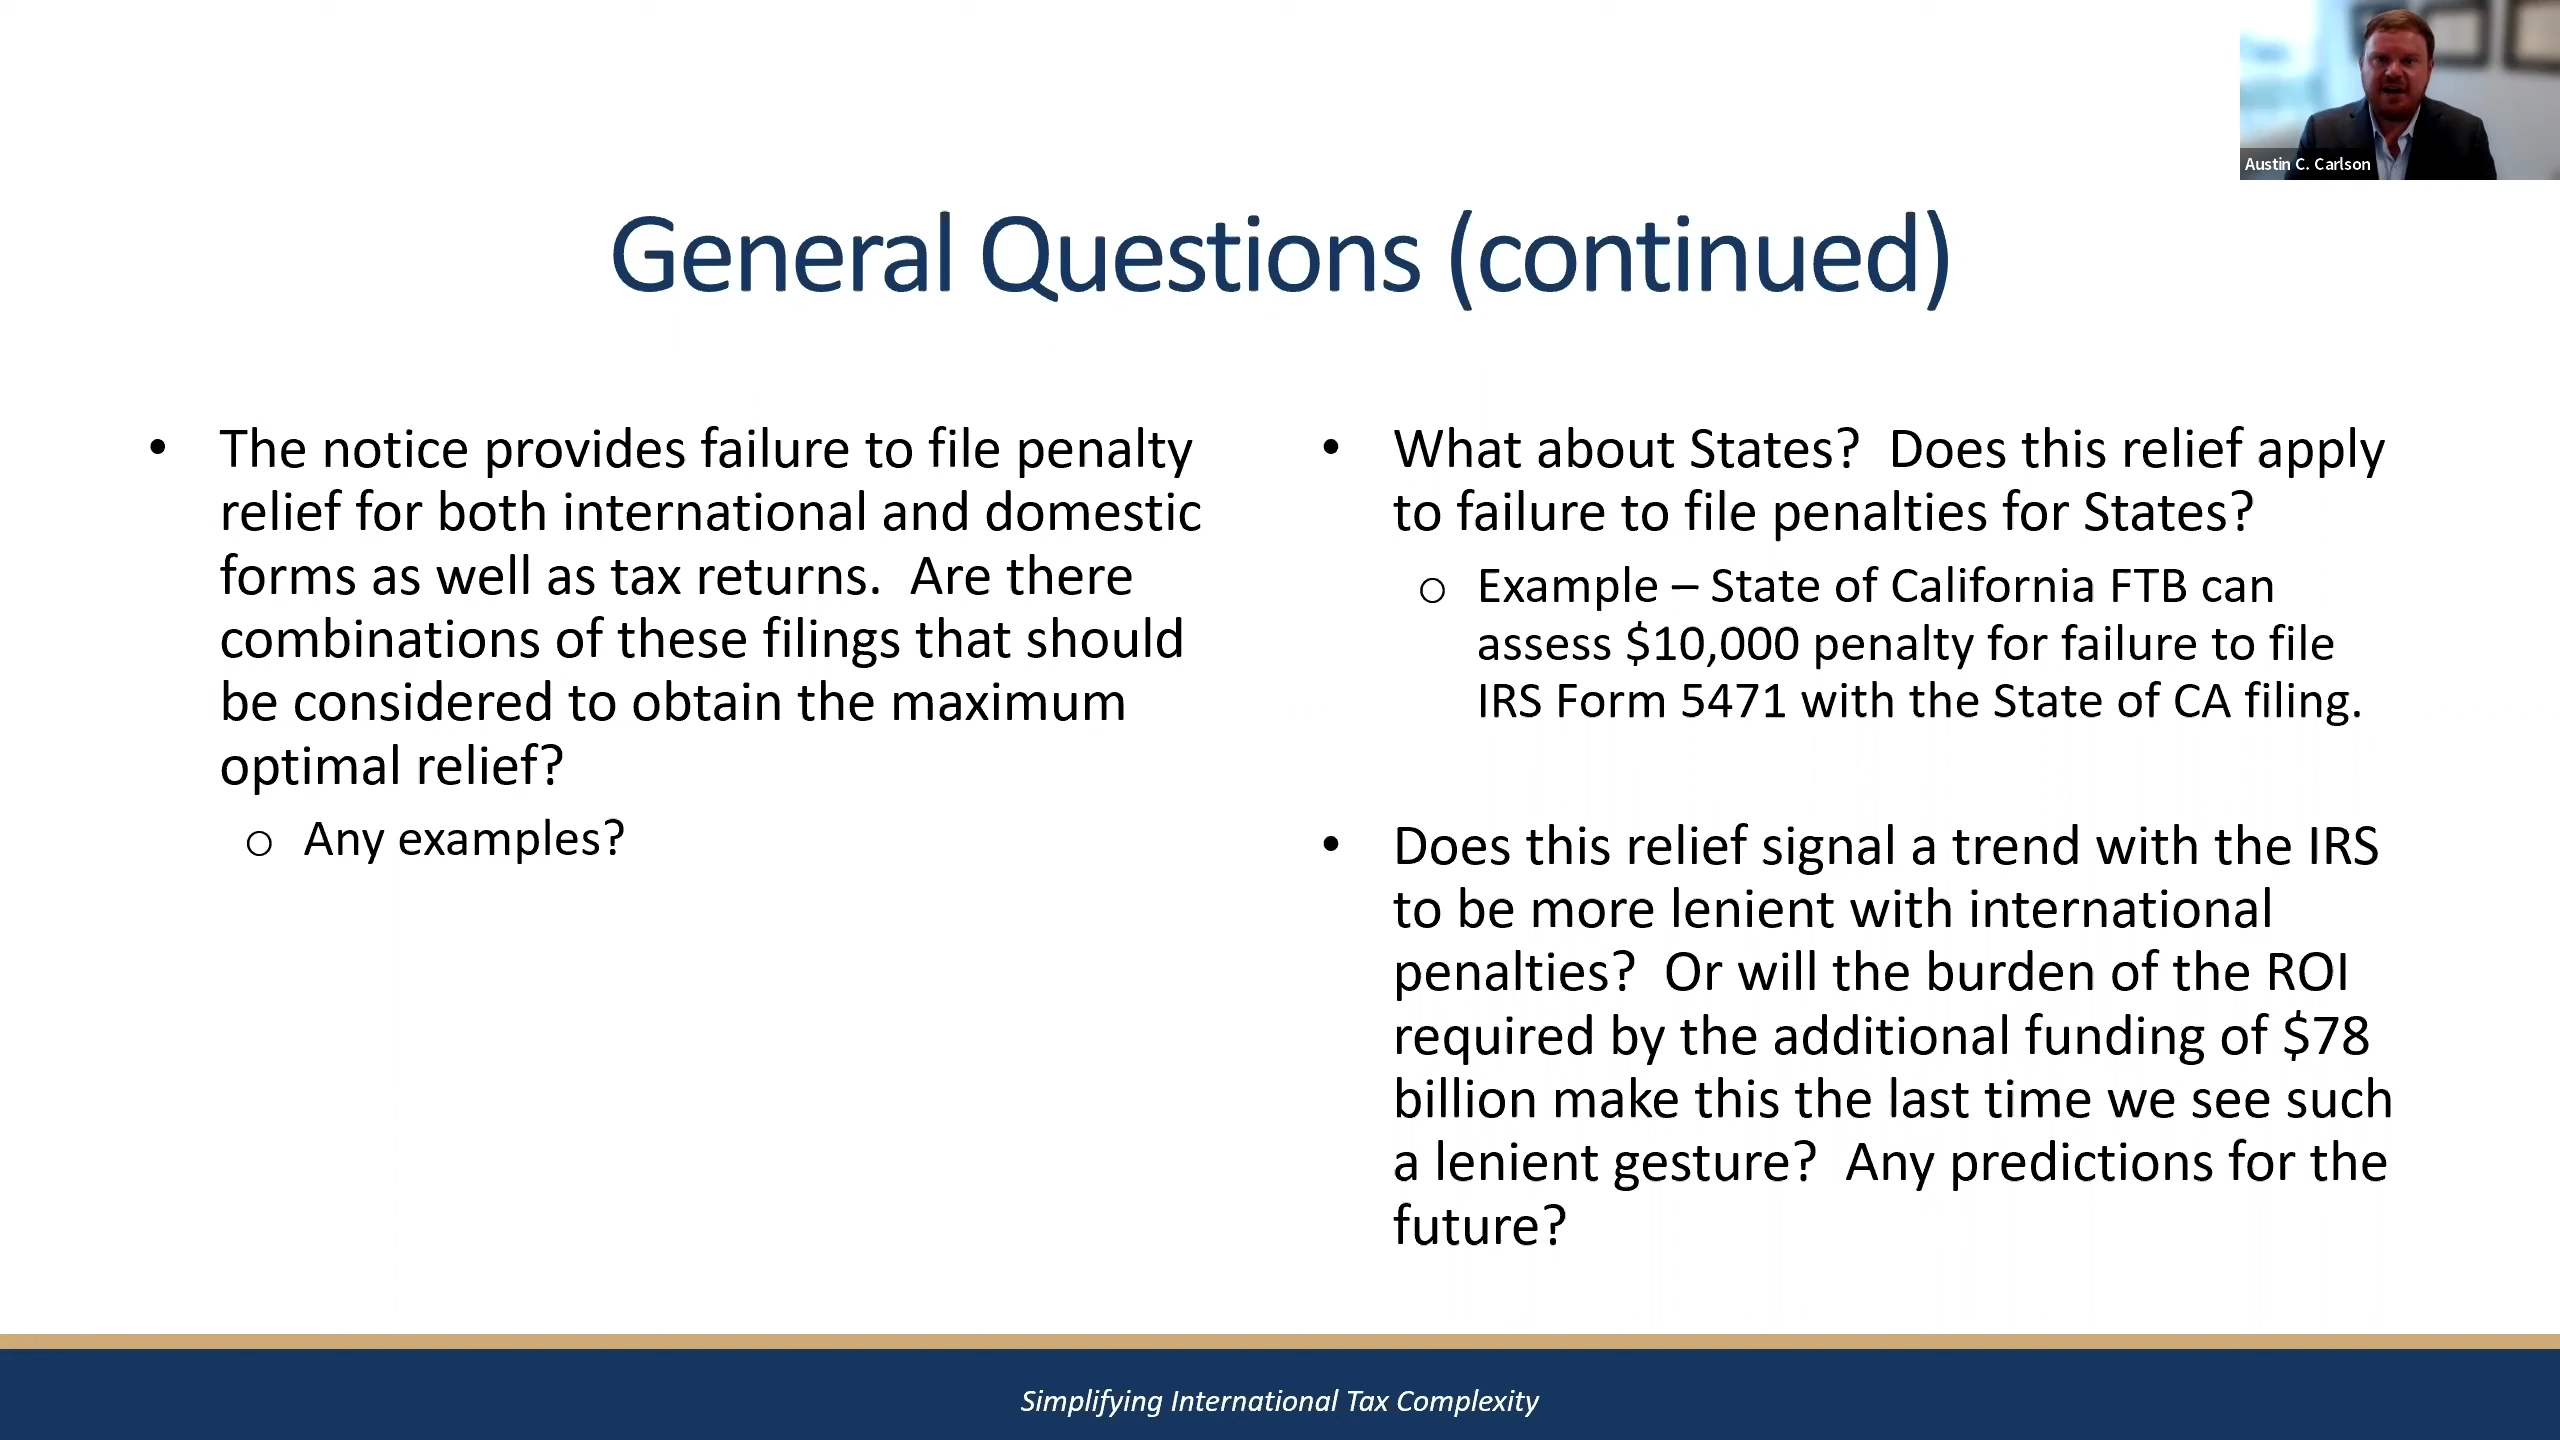 Austin C. Carlson
General Questions (continued)
• The notice provides failure to file penalty
relief for both international and domestic
forms as well as tax returns.  Are there
combinations of these filings that should
be considered to obtain the maximum
optimal relief?
o Any examples?
• What about States?  Does this relief apply
to failure to file penalties for States?
o Example – State of California FTB can
assess $10,000 penalty for failure to file
IRS Form 5471 with the State of CA filing.
• Does this relief signal a trend with the IRS
to be more lenient with international
penalties?  Or will the burden of the ROI
required by the additional funding of $78
billion make this the last time we see such
a lenient gesture?  Any predictions for the
future?
Simplifying International Tax Complexity